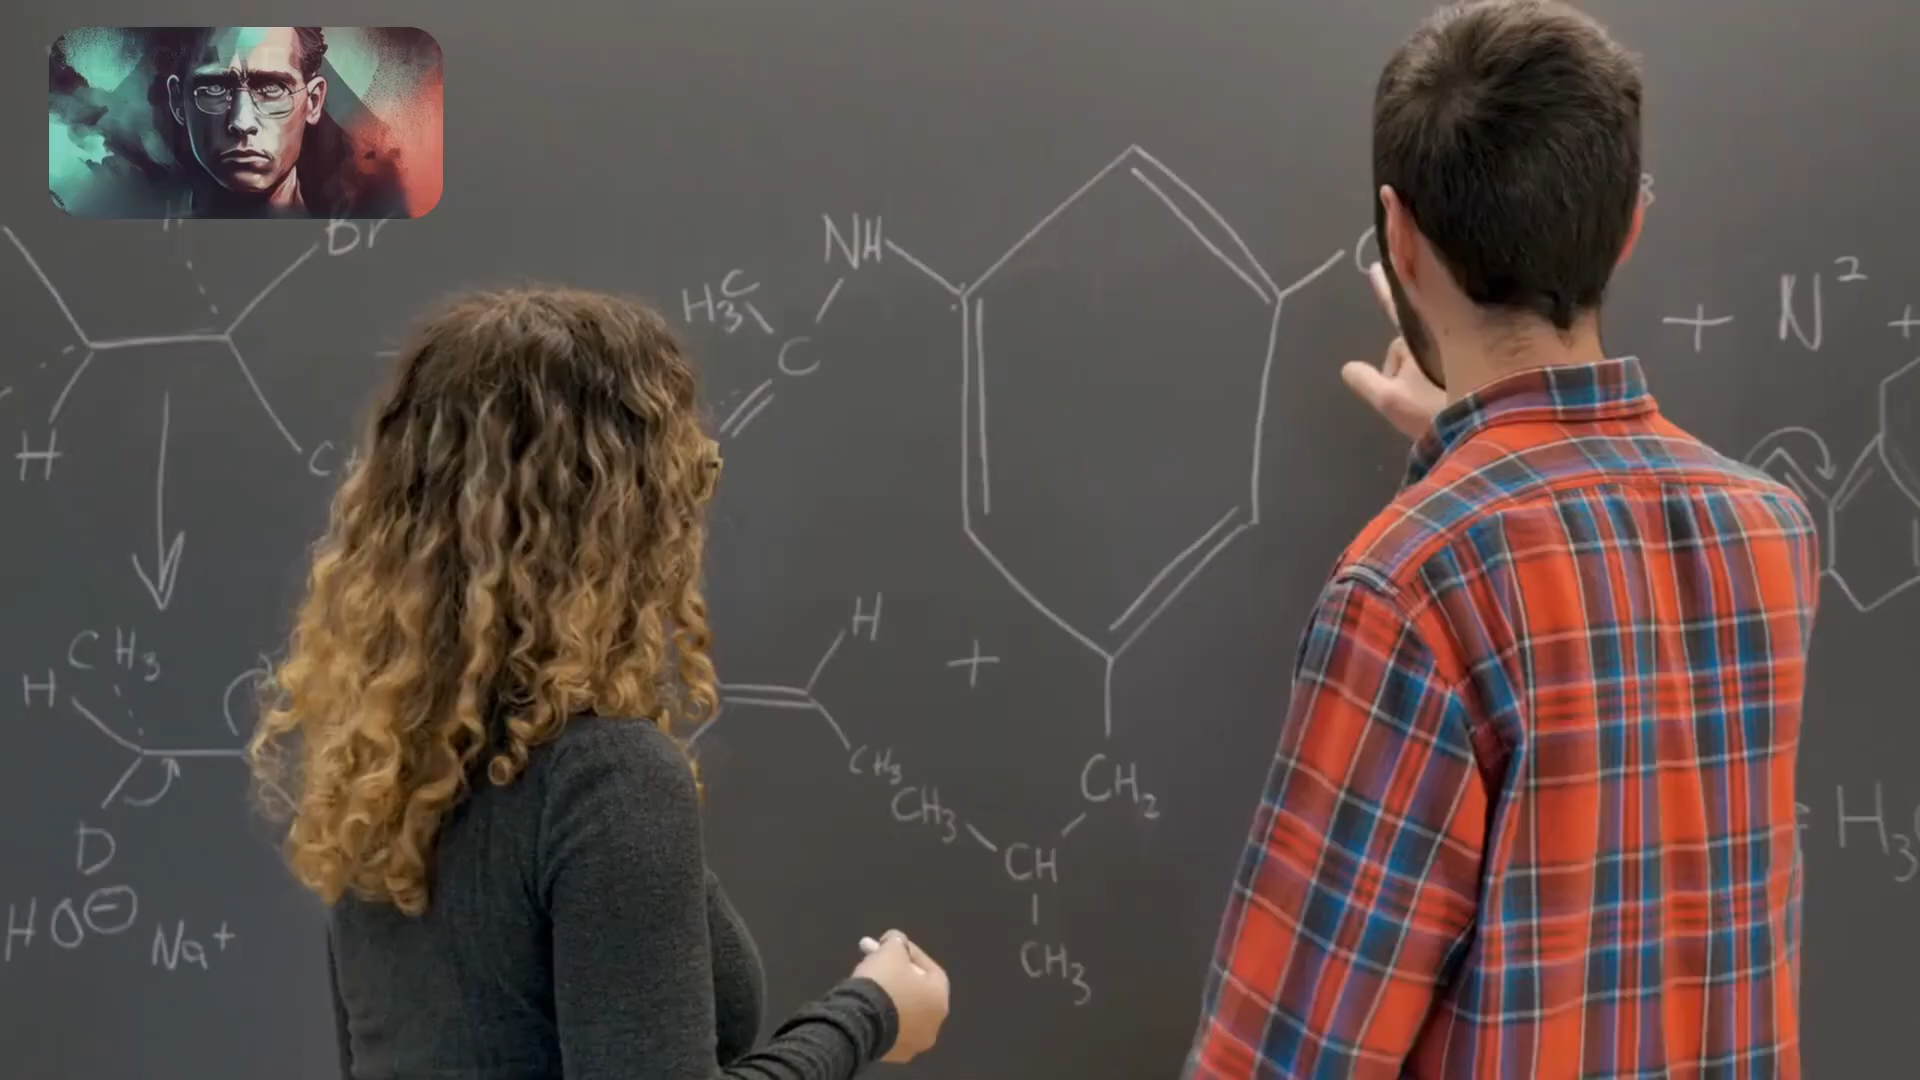 Br
NH
H3C
C
+ N² +
H
H
CH3
H
+
CH3
CH2
CH3
CH
D
H3
HO⊖ Na+
CH3